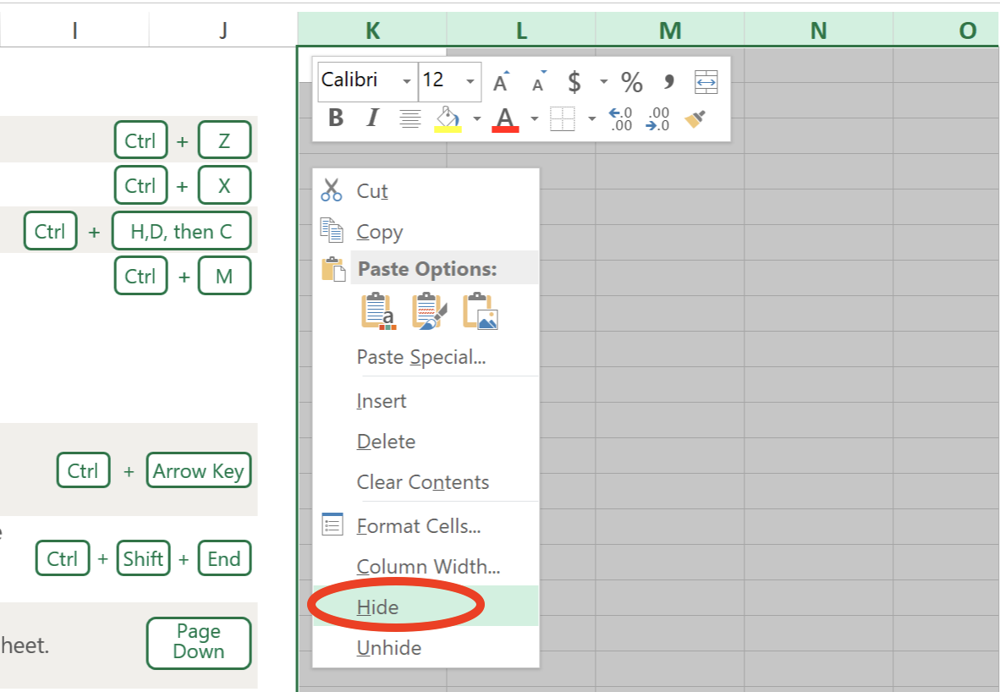 I J K L M N O
Calibri 12 A A $ % ,
B I A .0 .00
.00 .0
Ctrl + Z
Ctrl + X
Ctrl + H,D, then C
Ctrl + M
Ctrl + Arrow Key
e
Ctrl + Shift + End
heet.
Page
Down
Cut
Copy
Paste Options:
a
Paste Special...
Insert
Delete
Clear Contents
Format Cells...
Column Width...
Hide
Unhide